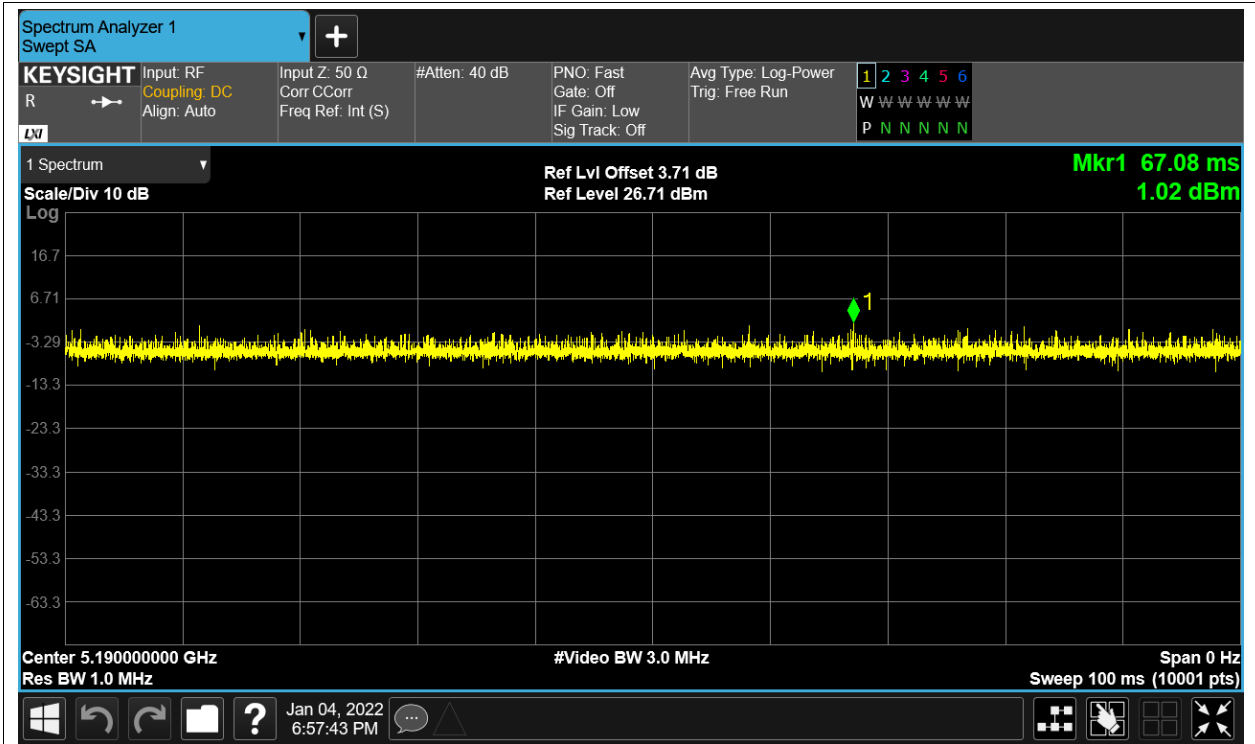 Spectrum Analyzer 1
Swept SA
KEYSIGHT
R
LXI
Input: RF
Coupling: DC
Align: Auto
Input Z: 50 Ω
Corr CCorr
Freq Ref: Int (S)
#Atten: 40 dB
PNO: Fast
Gate: Off
IF Gain: Low
Sig Track: Off
Avg Type: Log-Power
Trig: Free Run
1 2 3 4 5 6
W W W W W W
P N N N N N
1 Spectrum
Scale/Div 10 dB
Ref Lvl Offset 3.71 dB
Ref Level 26.71 dBm
Mkr1 67.08 ms
1.02 dBm
Log
16.7
6.71
1
-3.29
-13.3
-23.3
-33.3
-43.3
-53.3
-63.3
Center 5.190000000 GHz
#Video BW 3.0 MHz
Span 0 Hz
Res BW 1.0 MHz
Sweep 100 ms (10001 pts)
?
Jan 04, 2022
6:57:43 PM